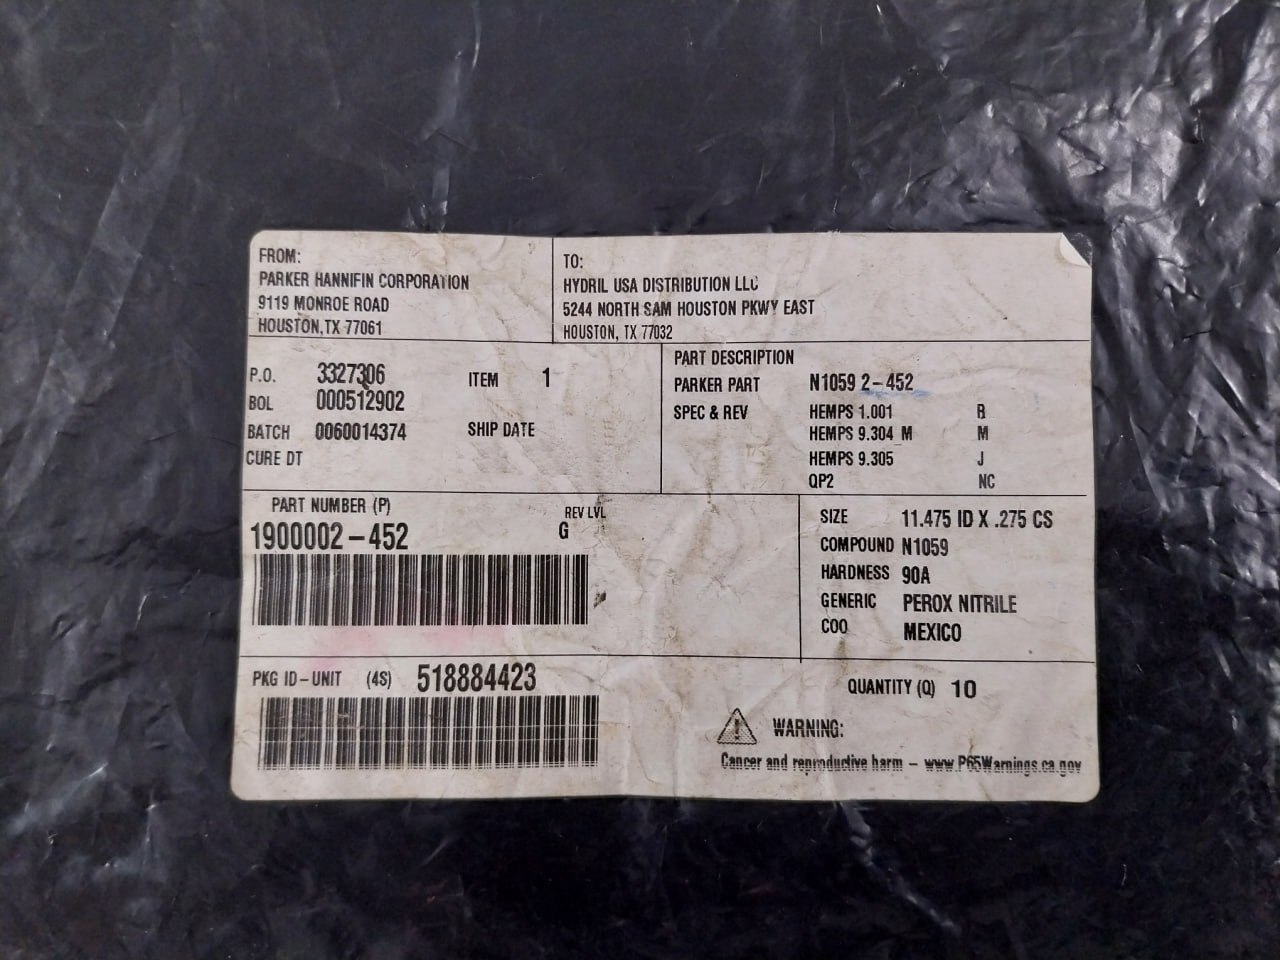 FROM:
PARKER HANNIFIN CORPORATION
9119 MONROE ROAD
HOUSTON,TX 77061
TO:
HYDRIL USA DISTRIBUTION LLC
5244 NORTH SAM HOUSTON PKWY EAST
HOUSTON, TX 77032
P.O. 3327306 ITEM 1
BOL 000512902
BATCH 0060014374 SHIP DATE
CURE DT
PART DESCRIPTION
PARKER PART N1059 2-452
SPEC & REV HEMPS 1.001 R
HEMPS 9.304 M M
HEMPS 9.305 J
QP2 NC
PART NUMBER (P) REV LVL
1900002-452 G
SIZE 11.475 ID X .275 CS
COMPOUND N1059
HARDNESS 90A
GENERIC PEROX NITRILE
COO MEXICO
PKG ID-UNIT (4S) 518884423
QUANTITY (Q) 10
WARNING:
Cancer and reproductive harm - www.P65Warnings.ca.gov